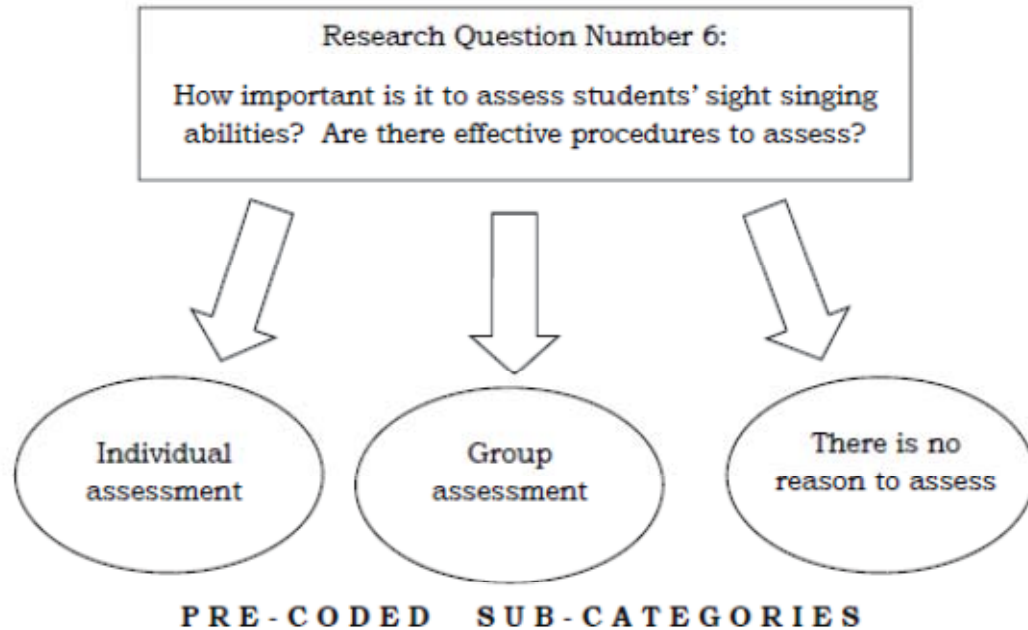 Research Question Number 6:
How important is it to assess students' sight singing
abilities? Are there effective procedures to assess?
Individual
assessment
Group
assessment
There is no
reason to assess
PRE-CODED SUB-CATEGORIES